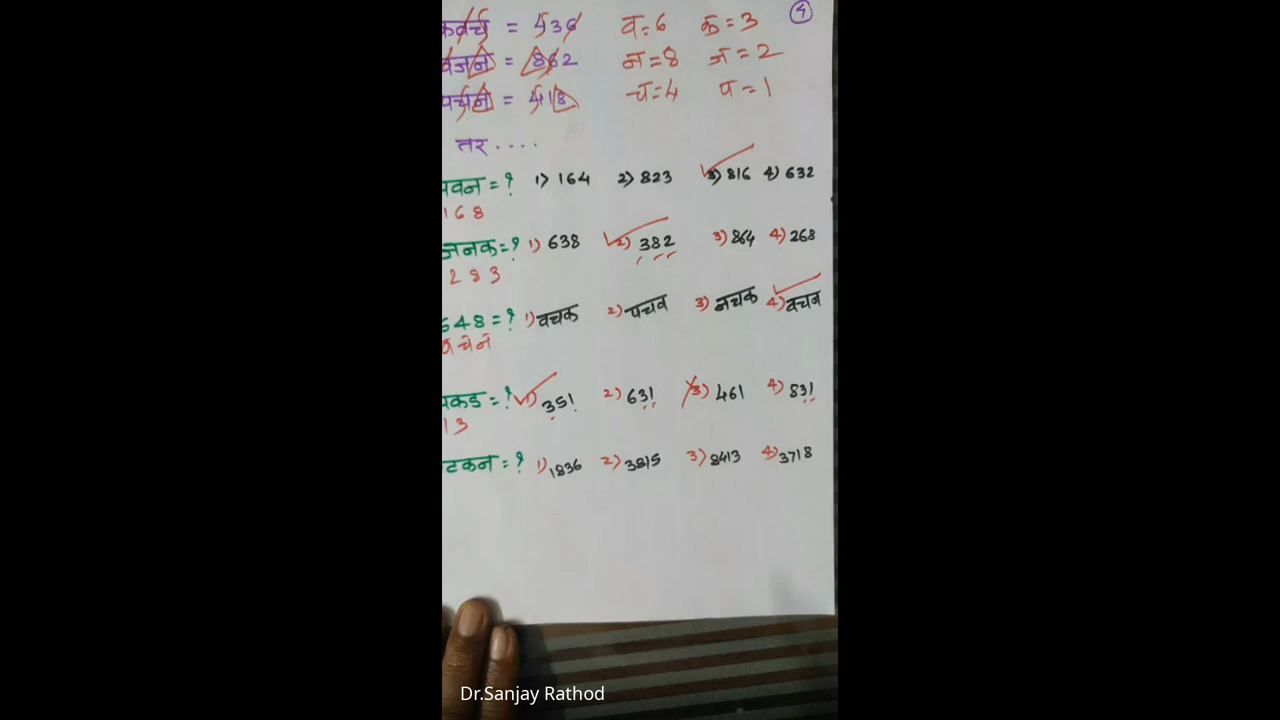 कवच = 436 व=6 क=3 4
वजन = 862 न=8 ज=2
पचन = 418 च=4 प=1
तर....
पवन=? 1) 164 2) 823 3) 816 4) 632
168
जनक=? 1) 638 2) 382 3) 864 4) 268
283
648=? 1) वचक 2) पचव 3) नचक 4) वचन
वचन
पकड=? 1) 351 2) 631 3) 461 4) 831
13
टकन=? 1) 1836 2) 3815 3) 8413 4) 3718
Dr.Sanjay Rathod